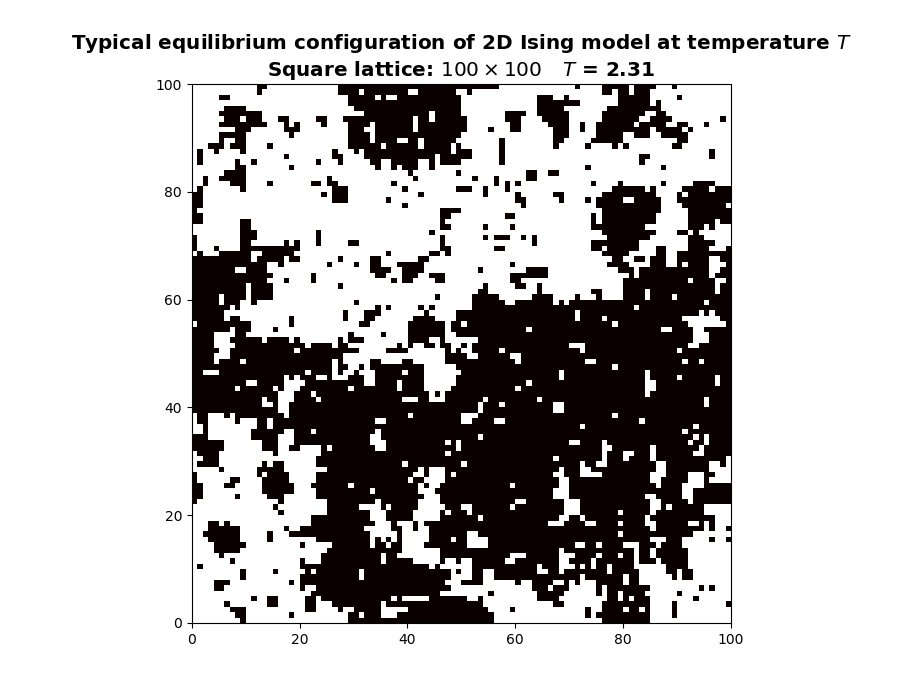 Typical equilibrium configuration of 2D Ising model at temperature T
Square lattice: 100 × 100 T = 2.31
100
80
60
40
20
0
0 20 40 60 80 100